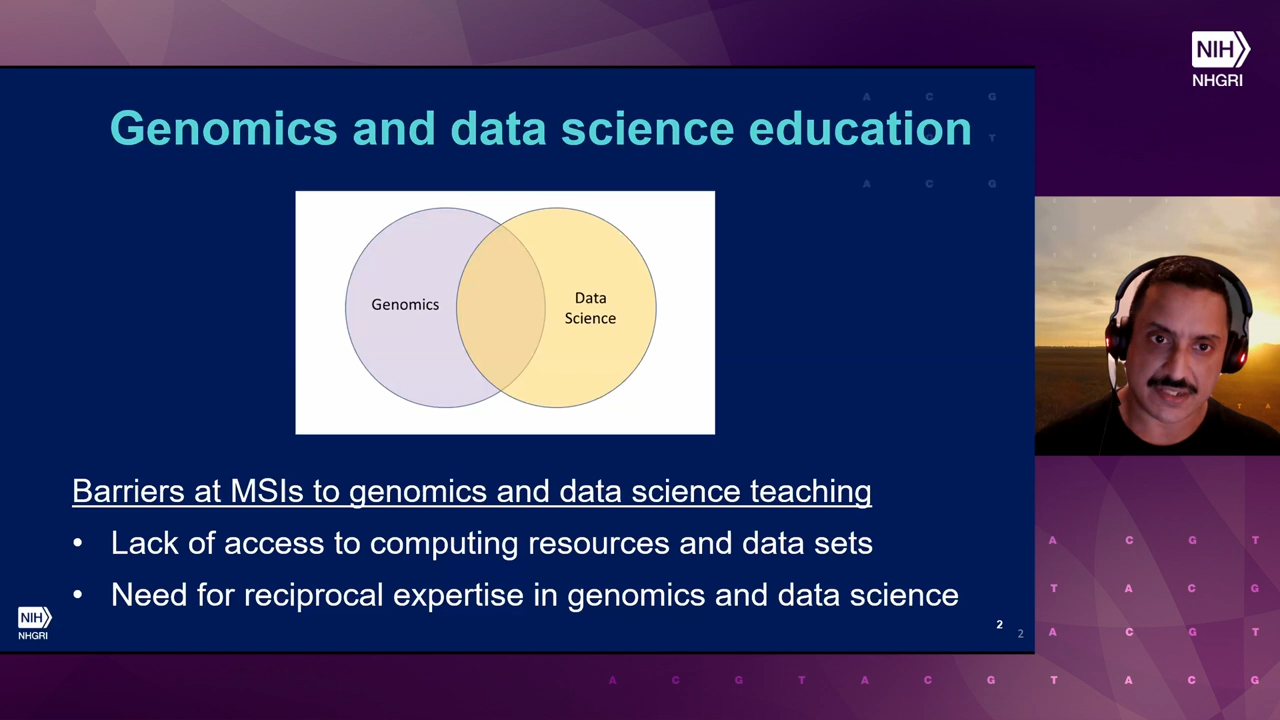 NIH
NHGRI
Genomics and data science education
A C G
T
A C G
Genomics
Data
Science
Barriers at MSIs to genomics and data science teaching
• Lack of access to computing resources and data sets
• Need for reciprocal expertise in genomics and data science
NIH
NHGRI
2
2
A C G T
T A C G
A C G T
A C G T A C G T A C G